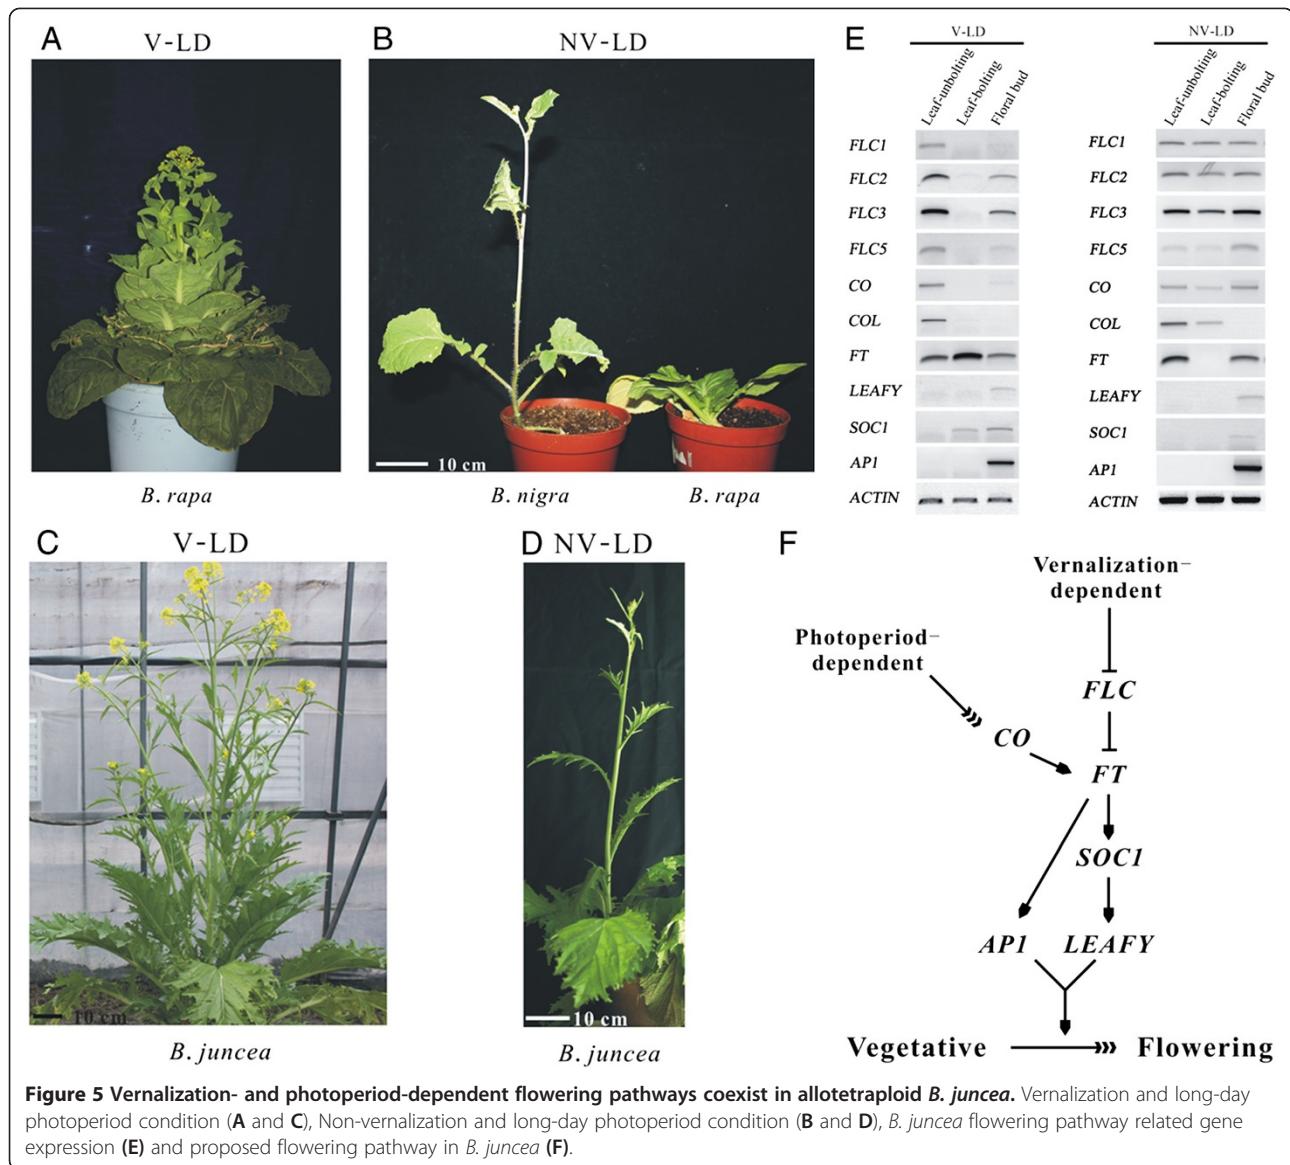 A
V-LD
B. rapa
B
NV-LD
10 cm
B. nigra
B. rapa
C
V-LD
10 cm
B. juncea
D
NV-LD
10 cm
B. juncea
E
V-LD
Leaf-unbolting
Leaf-bolting
Floral bud
FLC1
FLC2
FLC3
FLC5
CO
COL
FT
LEAFY
SOC1
AP1
ACTIN
NV-LD
Leaf-unbolting
Leaf-bolting
Floral bud
FLC1
FLC2
FLC3
FLC5
CO
COL
FT
LEAFY
SOC1
AP1
ACTIN
F
Vernalization-
dependent
Photoperiod-
dependent
FLC
CO
FT
SOC1
AP1 LEAFY
Vegetative Flowering
Figure 5 Vernalization- and photoperiod-dependent flowering pathways coexist in allotetraploid B. juncea. Vernalization and long-day
photoperiod condition (A and C), Non-vernalization and long-day photoperiod condition (B and D), B. juncea flowering pathway related gene
expression (E) and proposed flowering pathway in B. juncea (F).